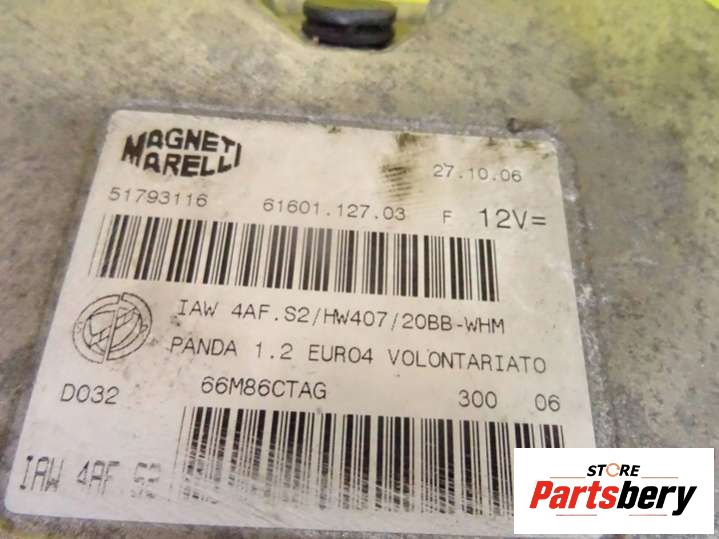 MAGNETI
MARELLI
27.10.06
51793116 61601.127.03 F 12V=
IAW 4AF.S2/HW407/20BB-WHM
PANDA 1.2 EURO4 VOLONTARIATO
D032 66M86CTAG 300 06
IAW 4AF S2
STORE
Partsbery